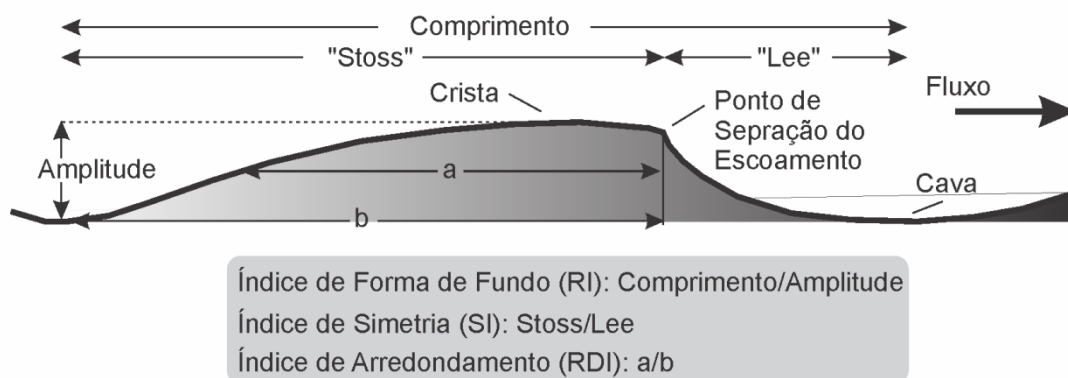 Comprimento
"Stoss"
"Lee"
Crista
Fluxo
Ponto de
Sepração do
Escoamento
Amplitude
a
Cava
b
Índice de Forma de Fundo (RI): Comprimento/Amplitude
Índice de Simetria (SI): Stoss/Lee
Índice de Arredondamento (RDI): a/b